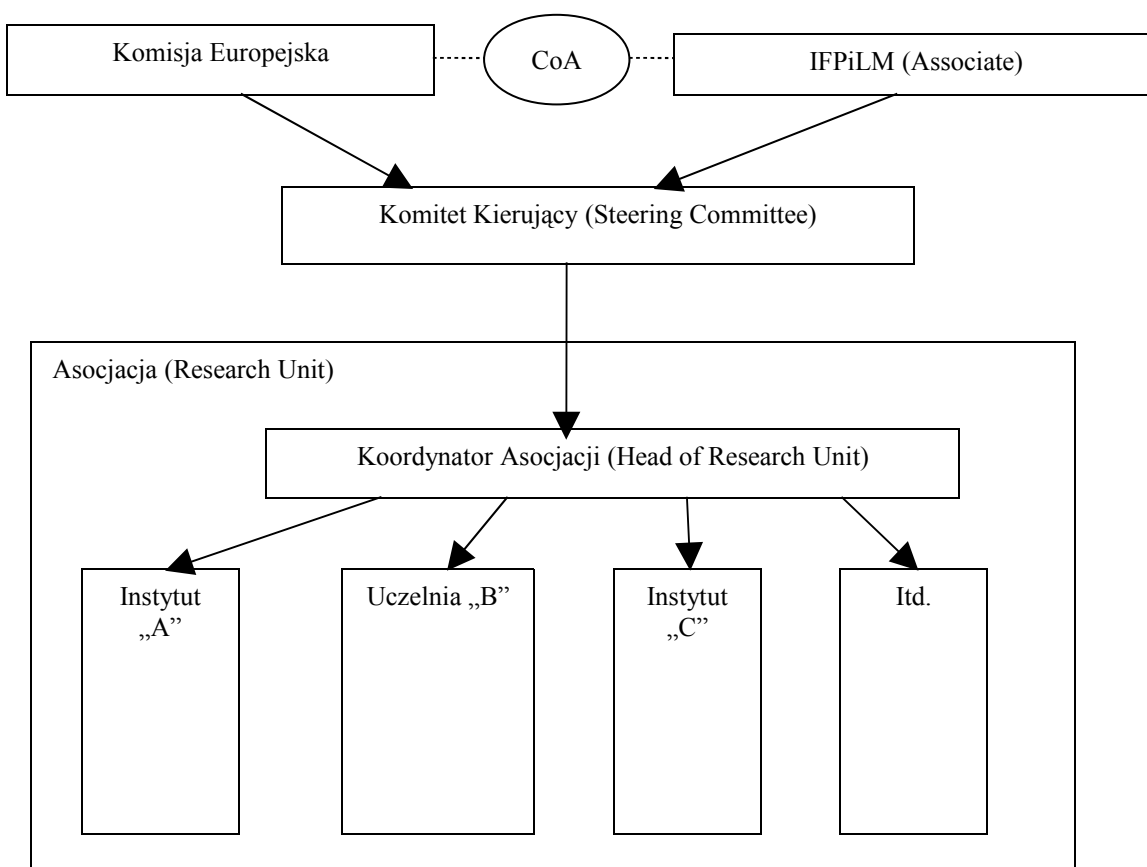 Komisja Europejska
CoA
IFPiLM (Associate)
Komitet Kierujący (Steering Committee)
Asocjacja (Research Unit)
Koordynator Asocjacji (Head of Research Unit)
Instytut
„A”
Uczelnia „B”
Instytut
„C”
Itd.